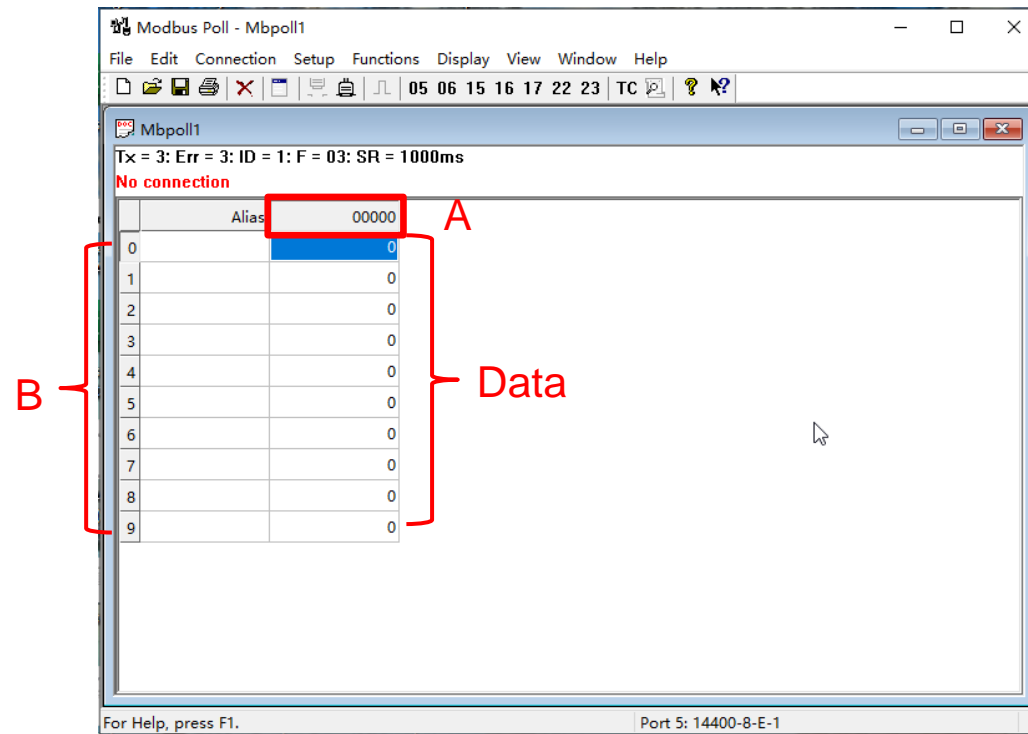 Modbus Poll - Mbpoll1
File Edit Connection Setup Functions Display View Window Help
05 06 15 16 17 22 23 TC
Mbpoll1
Tx = 3: Err = 3: ID = 1: F = 03: SR = 1000ms
No connection
Alias 00000 A
0 0
1 0
2 0
3 0
4 0
B Data
5 0
6 0
7 0
8 0
9 0
For Help, press F1. Port 5: 14400-8-E-1